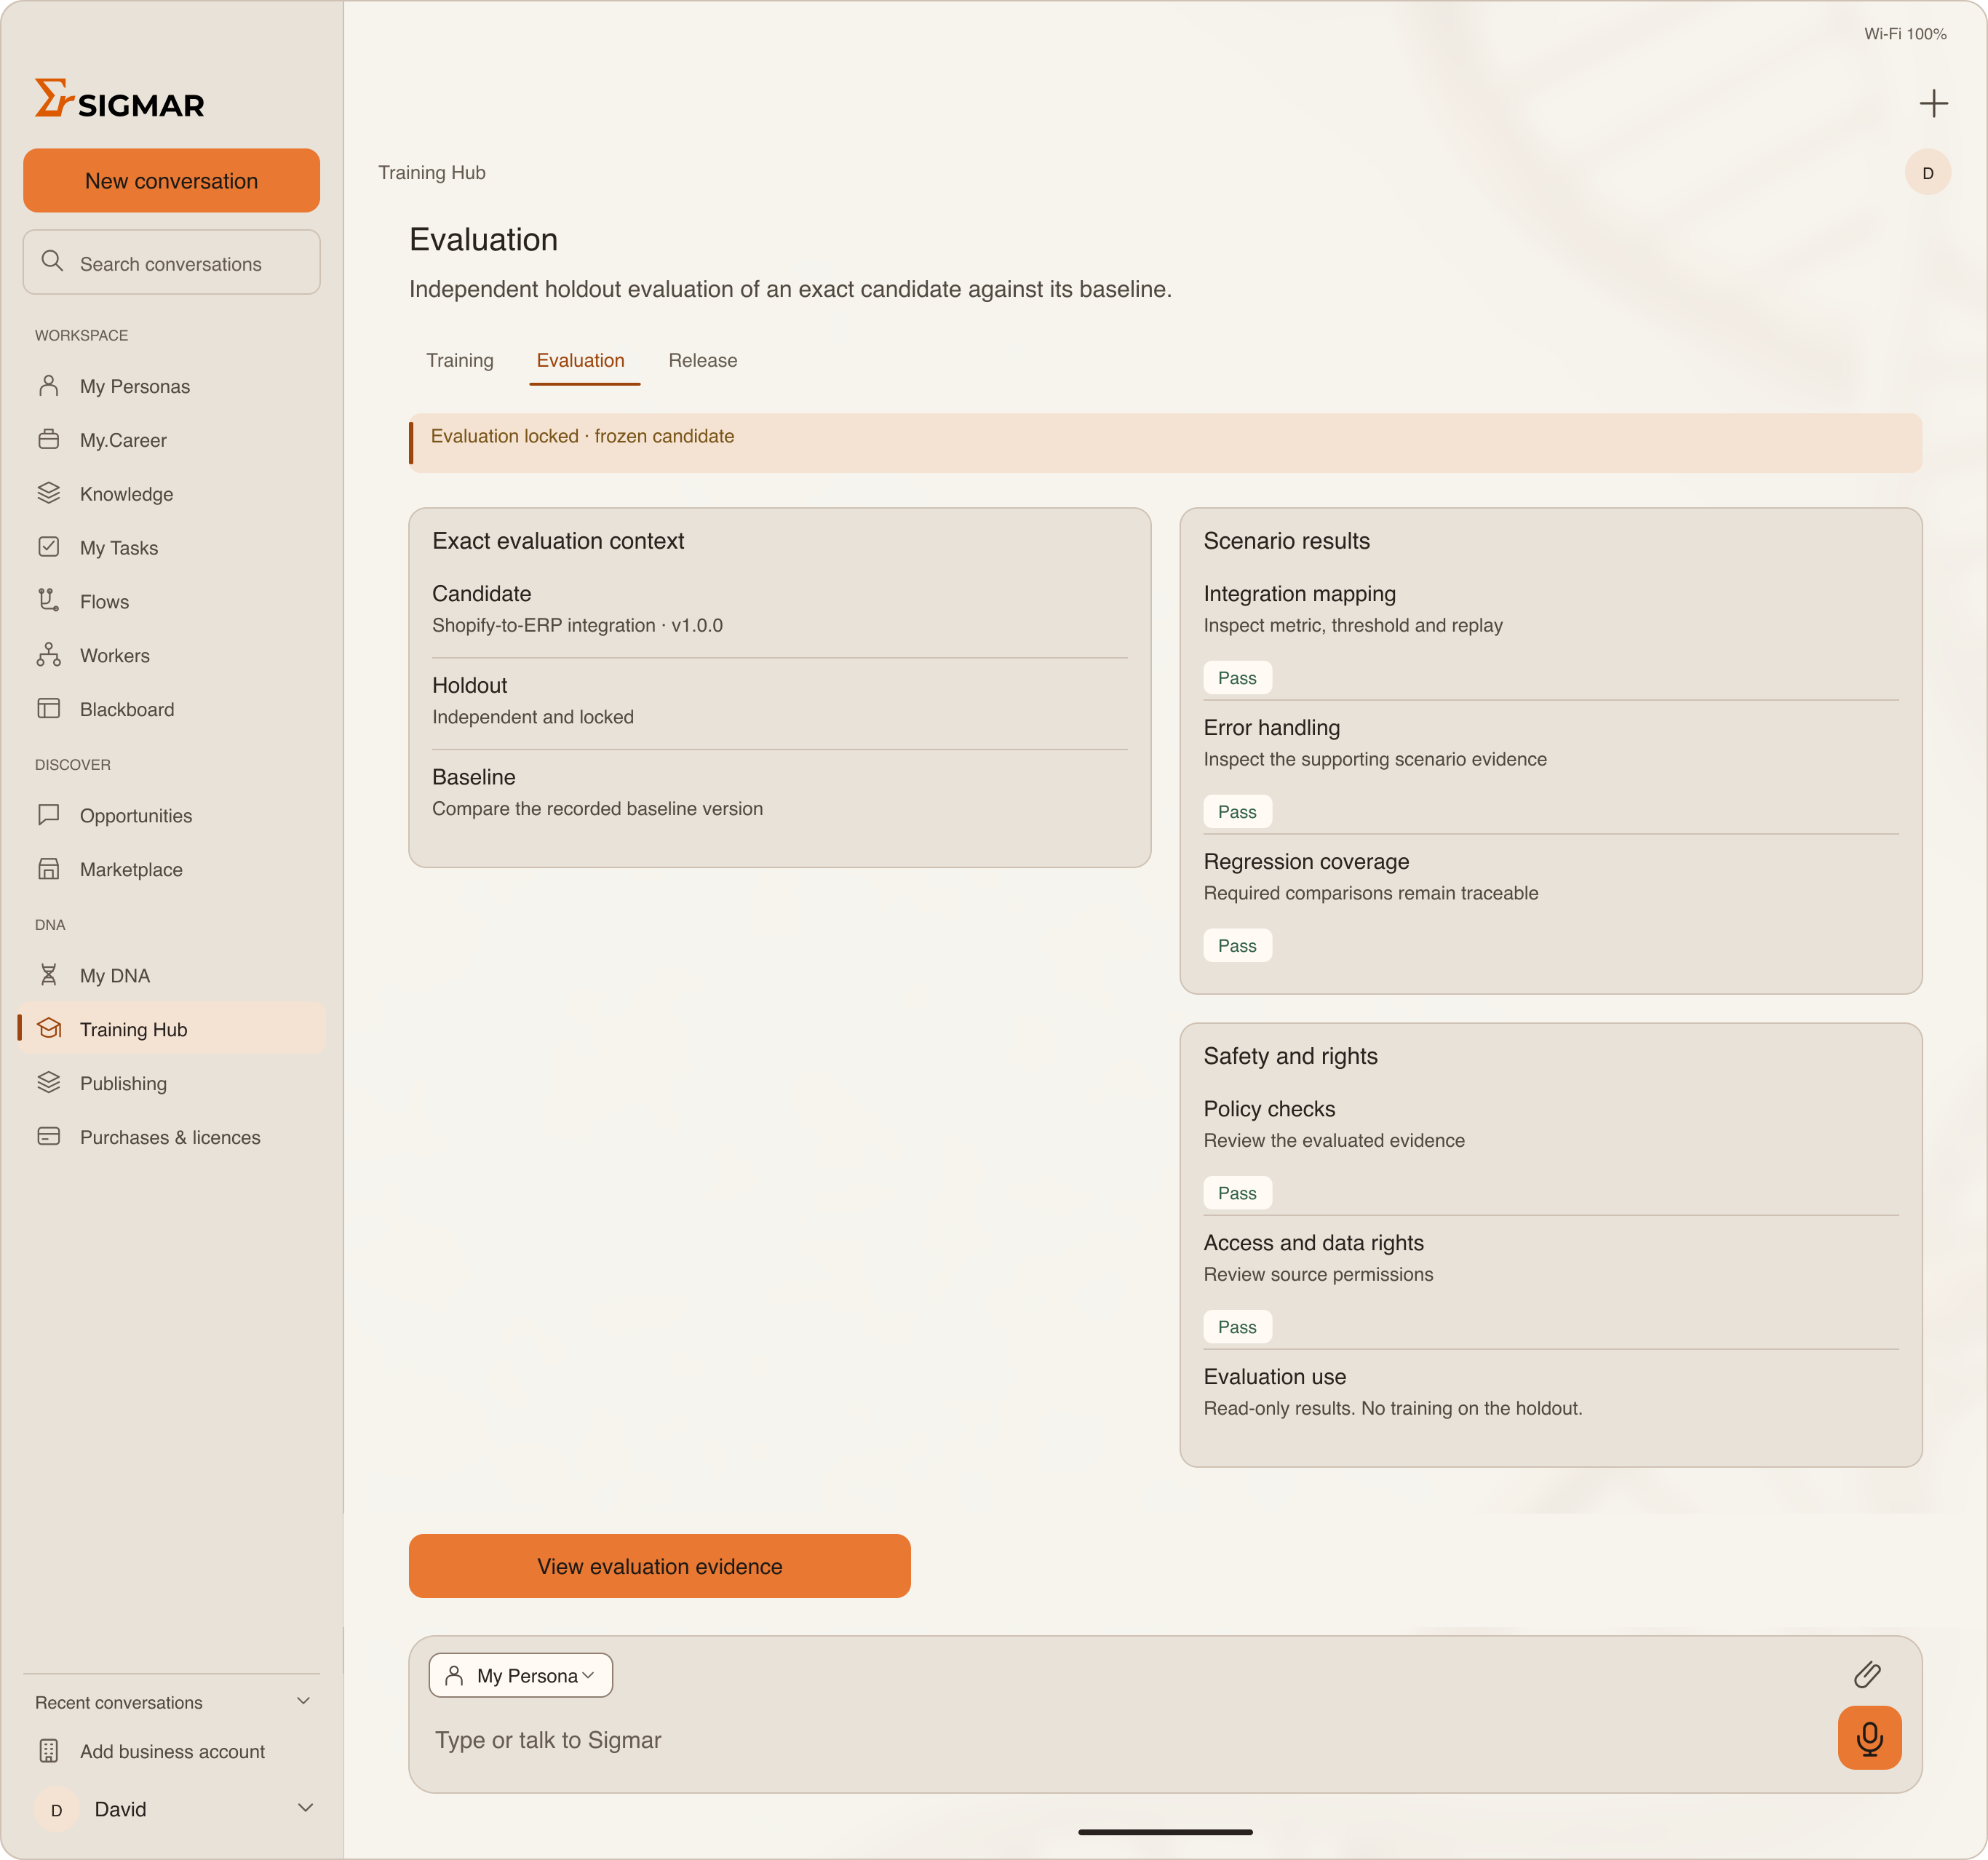 Wi-Fi 100%
Σr SIGMAR
New conversation
Search conversations
WORKSPACE
My Personas
My.Career
Knowledge
My Tasks
Flows
Workers
Blackboard
DISCOVER
Opportunities
Marketplace
DNA
My DNA
Training Hub
Publishing
Purchases & licences
Recent conversations
Add business account
D
David
Training Hub
D
Evaluation
Independent holdout evaluation of an exact candidate against its baseline.
Training
Evaluation
Release
Evaluation locked · frozen candidate
Exact evaluation context
Candidate
Shopify-to-ERP integration · v1.0.0
Holdout
Independent and locked
Baseline
Compare the recorded baseline version
Scenario results
Integration mapping
Inspect metric, threshold and replay
Pass
Error handling
Inspect the supporting scenario evidence
Pass
Regression coverage
Required comparisons remain traceable
Pass
Safety and rights
Policy checks
Review the evaluated evidence
Pass
Access and data rights
Review source permissions
Pass
Evaluation use
Read-only results. No training on the holdout.
View evaluation evidence
My Persona
Type or talk to Sigmar